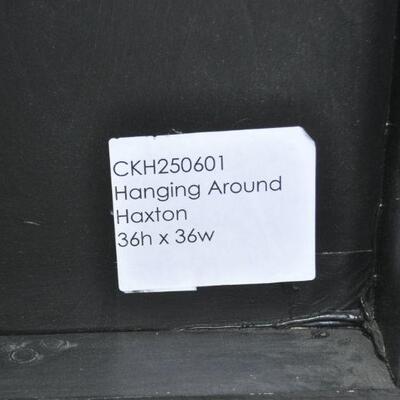 CKH250601
Hanging Around
Haxton
36h x 36w